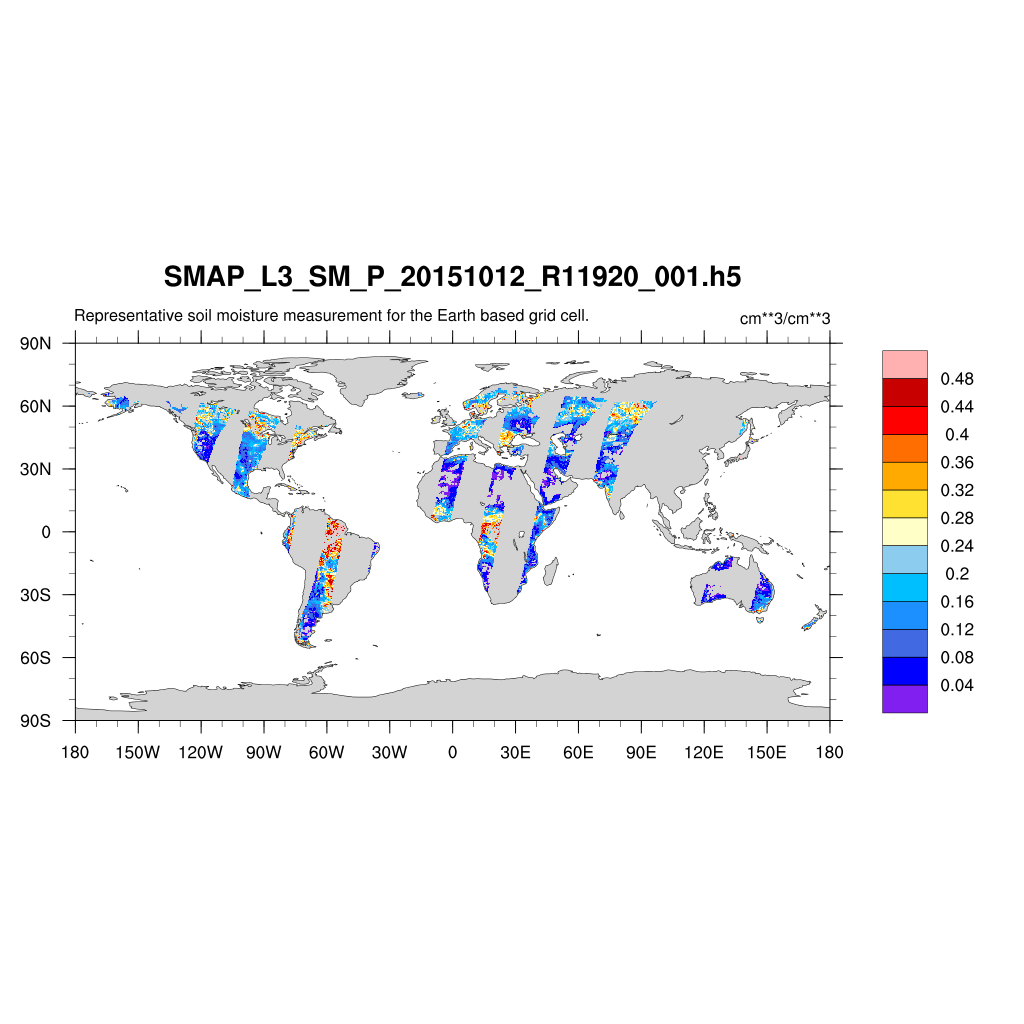 SMAP_L3_SM_P_20151012_R11920_001.h5
Representative soil moisture measurement for the Earth based grid cell.
cm**3/cm**3
90N
60N
30N
0
30S
60S
90S
180 150W 120W 90W 60W 30W 0 30E 60E 90E 120E 150E 180
0.48
0.44
0.4
0.36
0.32
0.28
0.24
0.2
0.16
0.12
0.08
0.04